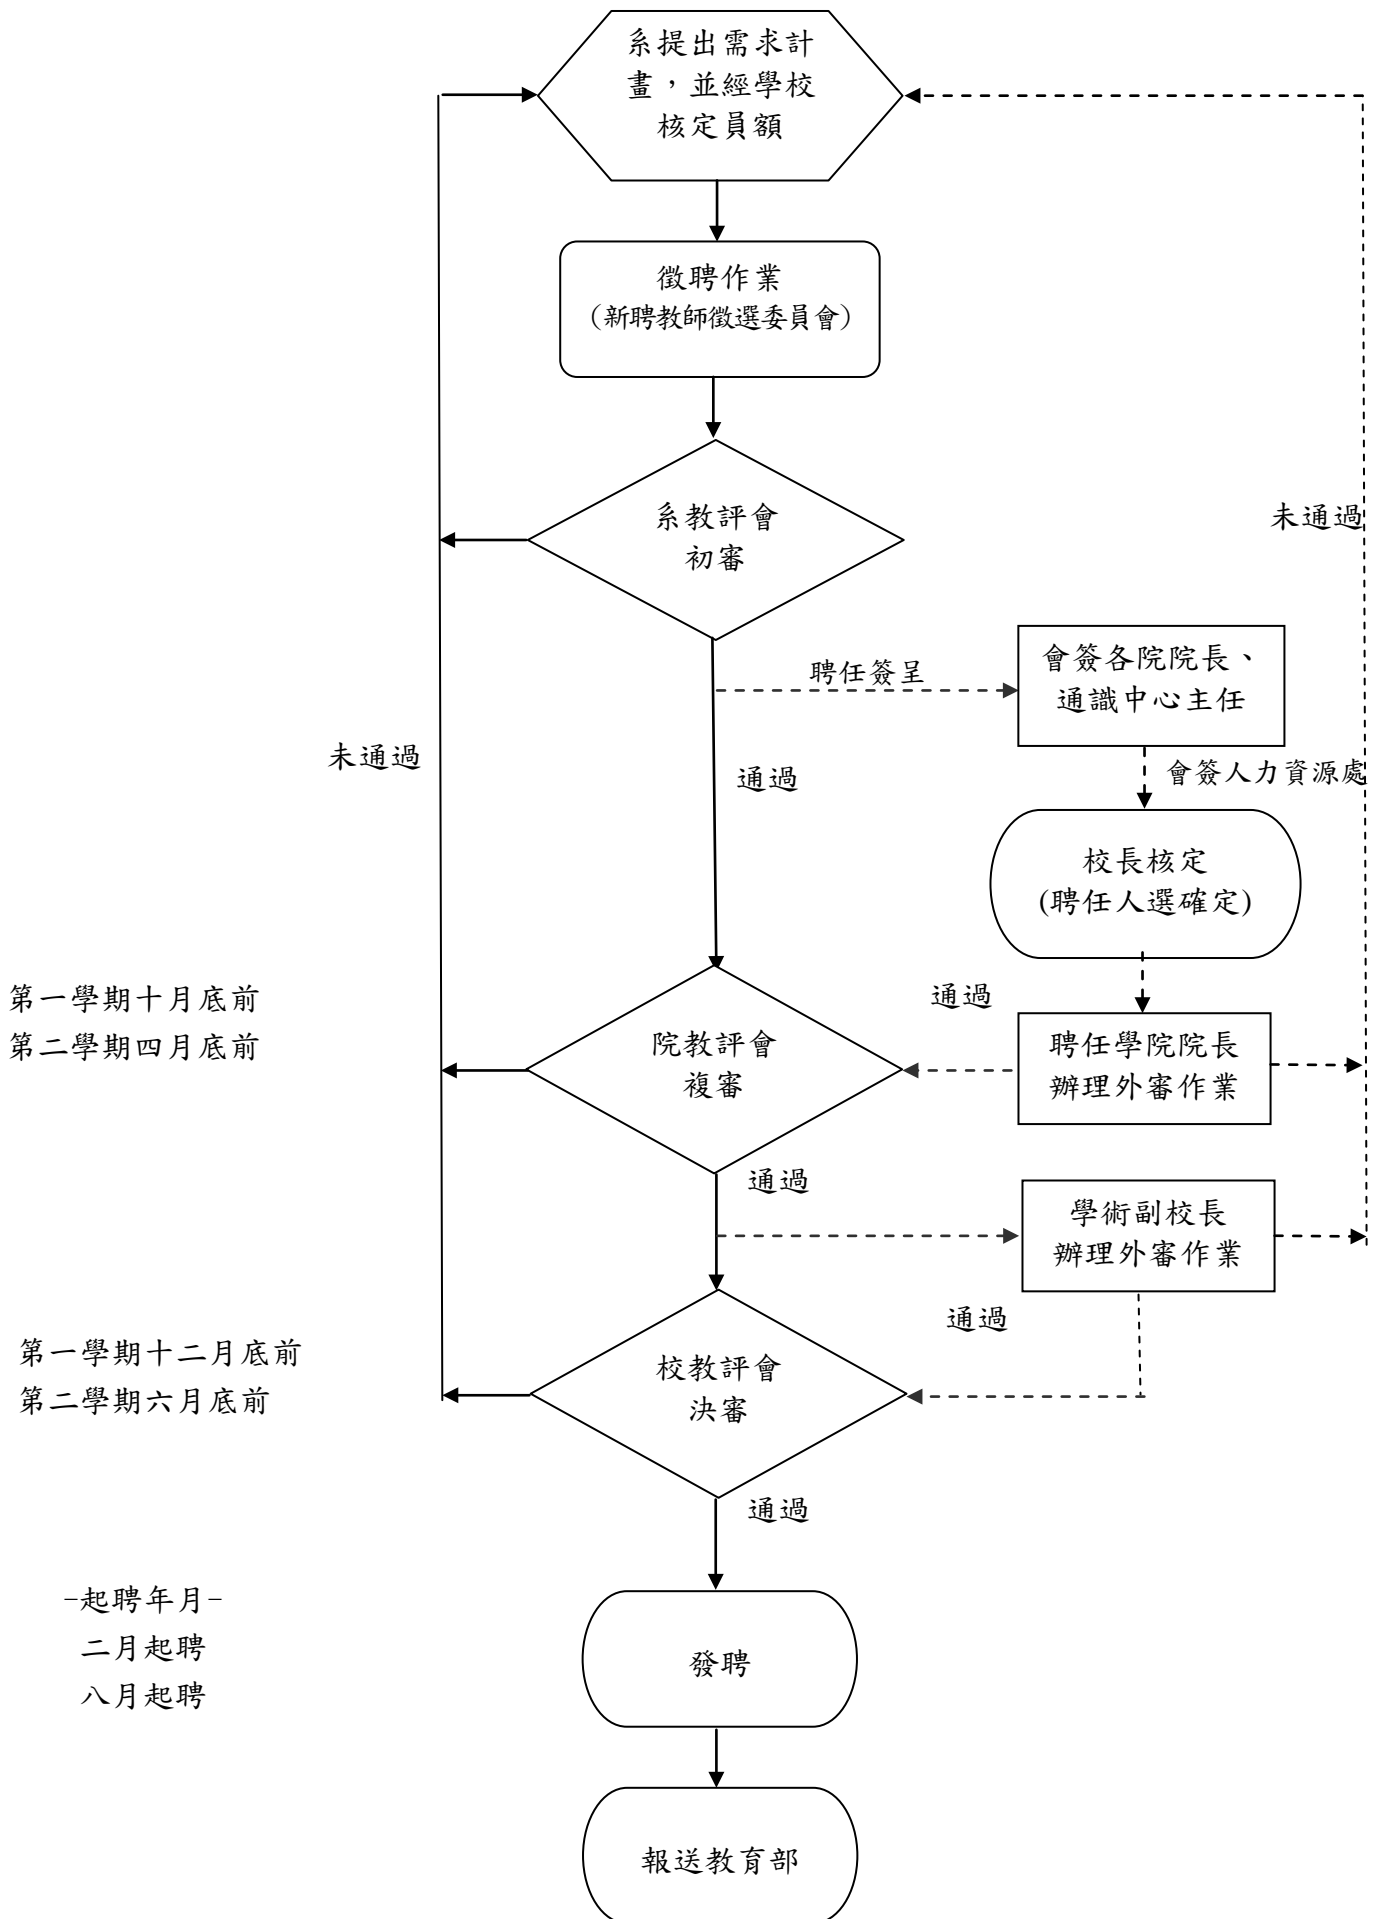 系提出需求計
畫，並經學校
核定員額
徵聘作業
（新聘教師徵選委員會）
系教評會
初審
未通過
聘任簽呈
會簽各院院長、
通識中心主任
未通過
通過
會簽人力資源處
校長核定
(聘任人選確定)
第一學期十月底前
第二學期四月底前
院教評會
複審
通過
聘任學院院長
辦理外審作業
通過
學術副校長
辦理外審作業
通過
第一學期十二月底前
第二學期六月底前
校教評會
決審
通過
-起聘年月-
二月起聘
八月起聘
發聘
報送教育部